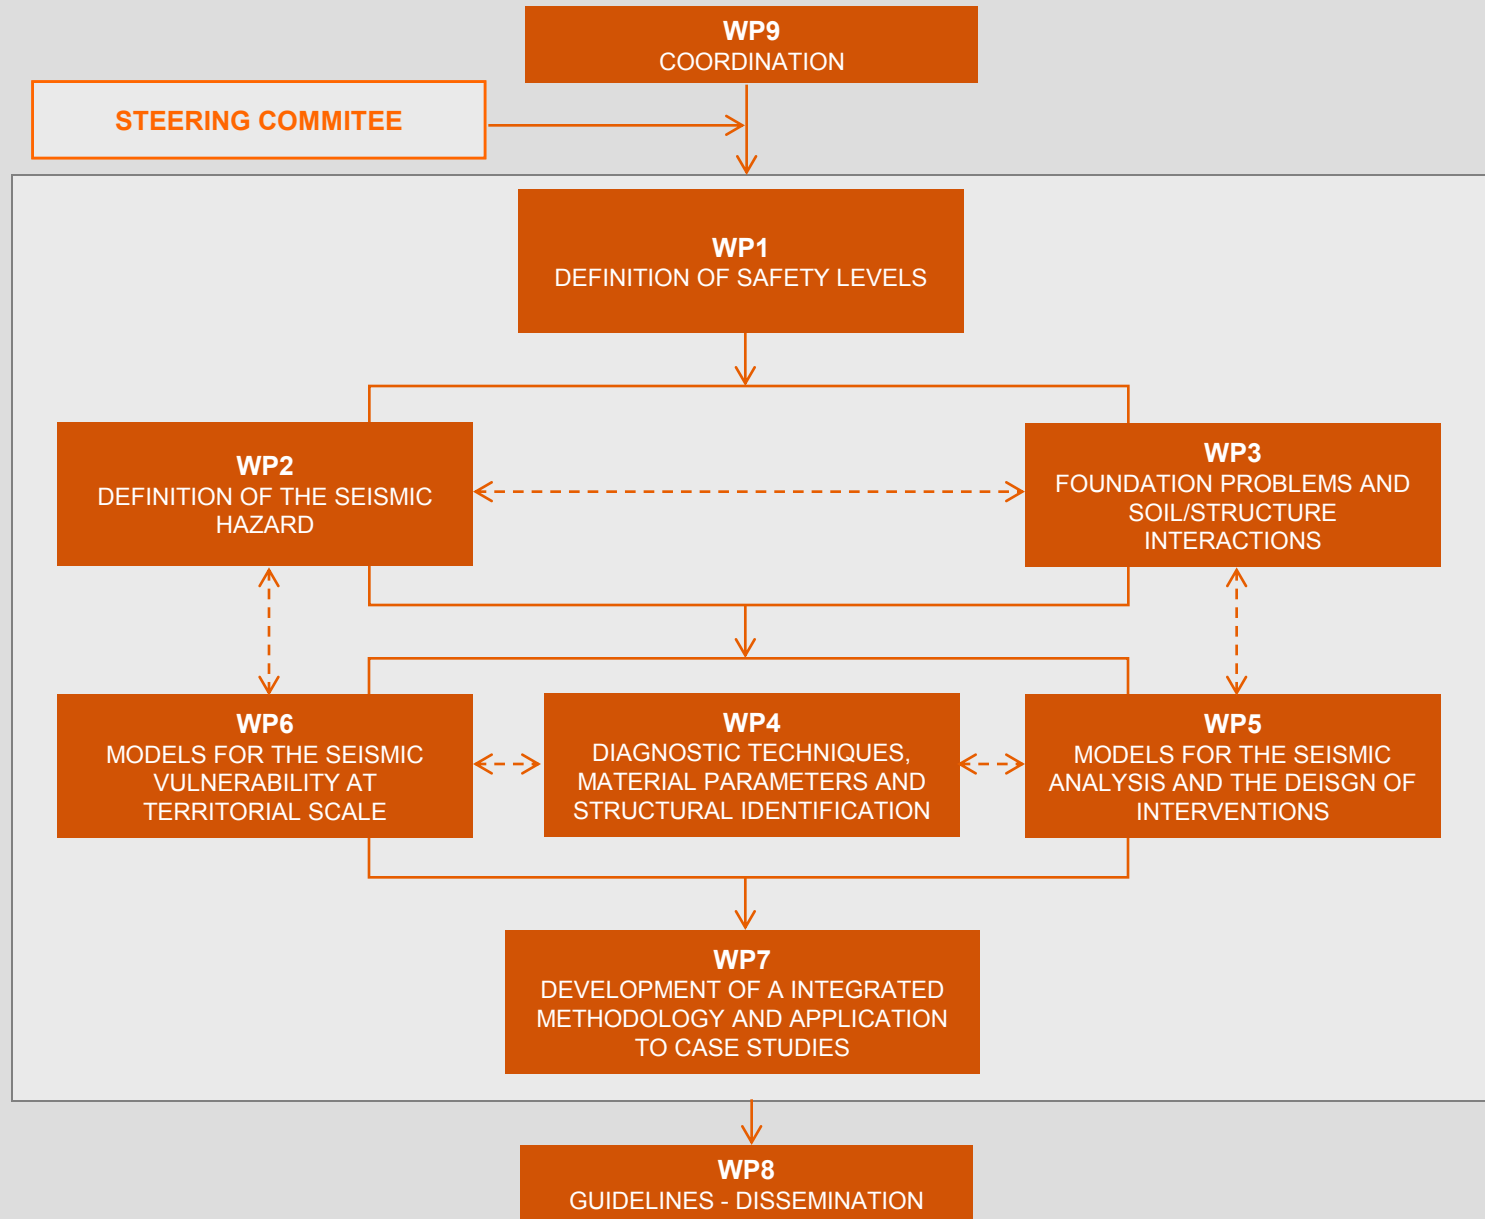 WP9
COORDINATION
STEERING COMMITEE
WP1
DEFINITION OF SAFETY LEVELS
WP2
DEFINITION OF THE SEISMIC
HAZARD
WP3
FOUNDATION PROBLEMS AND
SOIL/STRUCTURE
INTERACTIONS
WP6
MODELS FOR THE SEISMIC
VULNERABILITY AT
TERRITORIAL SCALE
WP4
DIAGNOSTIC TECHNIQUES,
MATERIAL PARAMETERS AND
STRUCTURAL IDENTIFICATION
WP5
MODELS FOR THE SEISMIC
ANALYSIS AND THE DEISGN OF
INTERVENTIONS
WP7
DEVELOPMENT OF A INTEGRATED
METHODOLOGY AND APPLICATION
TO CASE STUDIES
WP8
GUIDELINES - DISSEMINATION